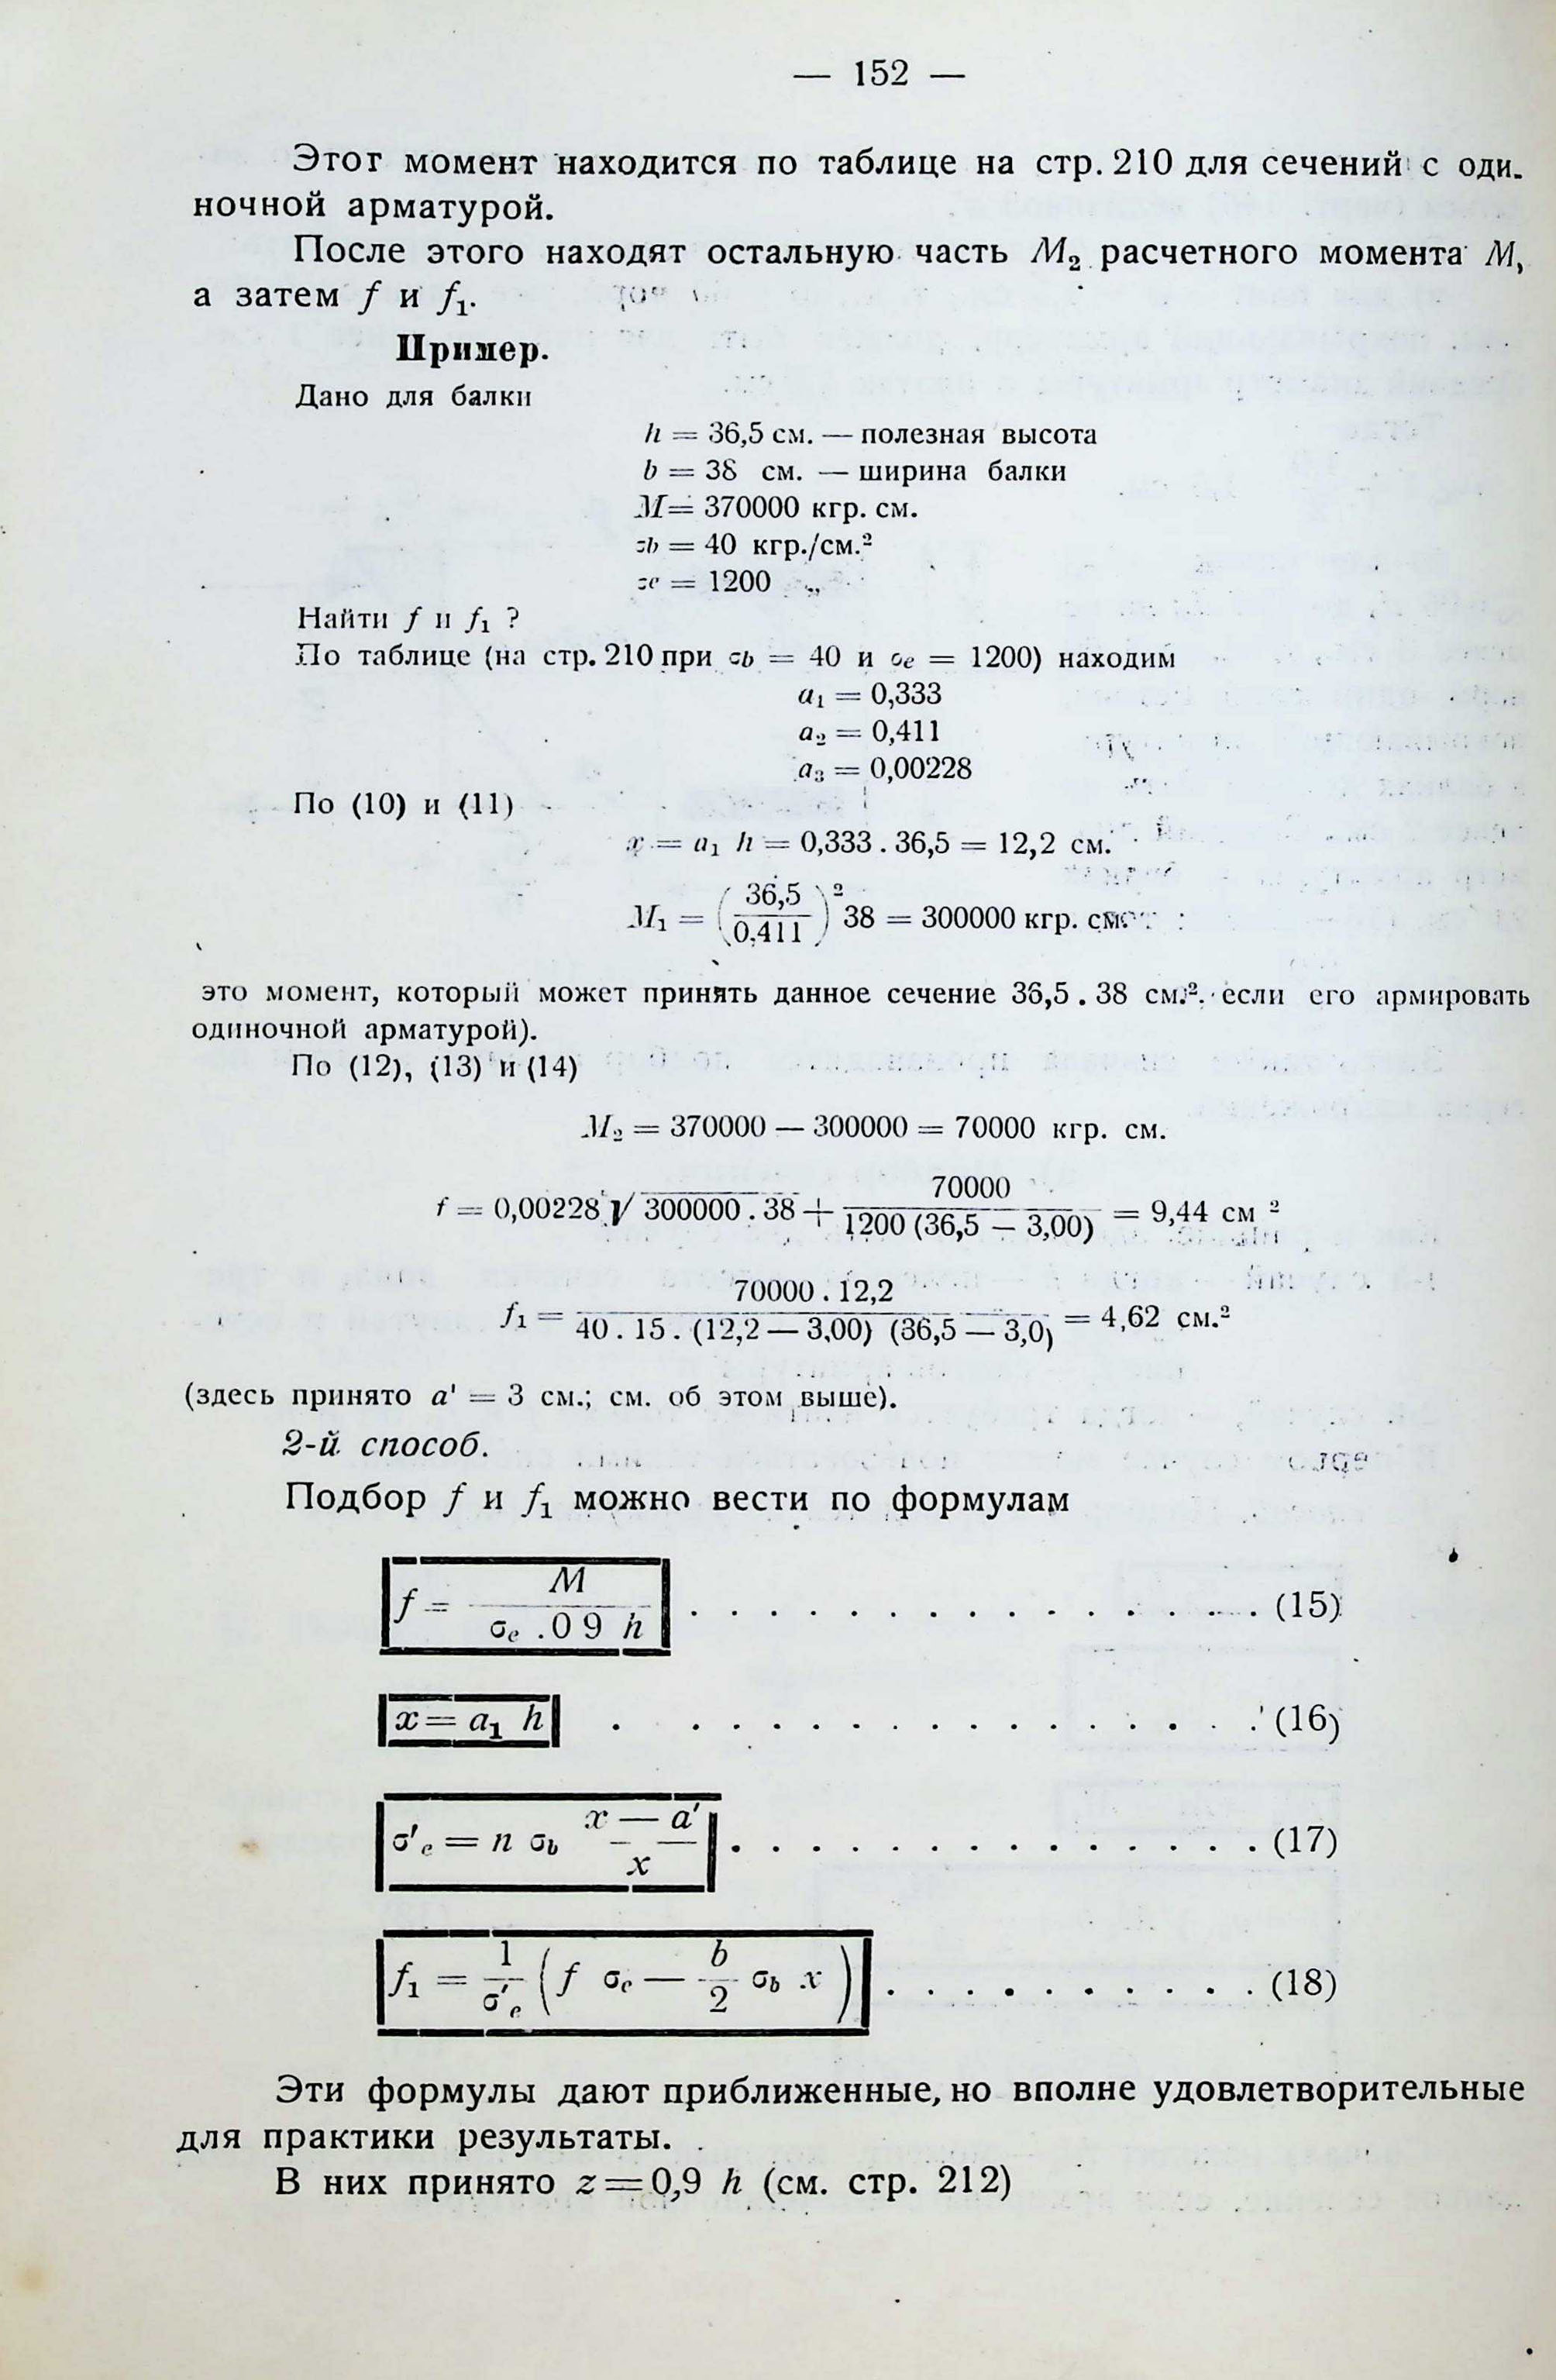 — 152 —
Этот момент находится по таблице на стр. 210 для сечений с оди-
ночной арматурой.
После этого находят остальную часть M₂ расчетного момента M,
а затем f и f₁.
Пример.
Дано для балки
h = 36,5 см. — полезная высота
b = 38 см. — ширина балки
M = 370000 кгр. см.
σb = 40 кгр./см.²
σe = 1200 „
Найти f и f₁ ?
По таблице (на стр. 210 при σb = 40 и σe = 1200) находим
a₁ = 0,333
a₂ = 0,411
a₃ = 0,00228
По (10) и (11)
x = a₁ h = 0,333 . 36,5 = 12,2 см.
M₁ = (36,5 / 0,411)² 38 = 300000 кгр. см.
это момент, который может принять данное сечение 36,5 . 38 см.², если его армировать
одиночной арматурой).
По (12), (13) и (14)
M₂ = 370000 — 300000 = 70000 кгр. см.
f = 0,00228 √300000 . 38 + 70000 / 1200 (36,5 — 3,00) = 9,44 см ²
f₁ = 70000 . 12,2 / 40 . 15 . (12,2 — 3,00) (36,5 — 3,0) = 4,62 см.²
(здесь принято a' = 3 см.; см. об этом выше).
2-й способ.
Подбор f и f₁ можно вести по формулам
f = M / σe . 0 9 h . . . . . . . . . . . . . . . (15)
x = a₁ h . . . . . . . . . . . . . . . . (16)
σ'e = n σb x — a' / x . . . . . . . . . . . . . . (17)
f₁ = 1 / σ'e (f σe — b / 2 σb x) . . . . . . . . . . (18)
Эти формулы дают приближенные, но вполне удовлетворительные
для практики результаты.
В них принято z = 0,9 h (см. стр. 212)